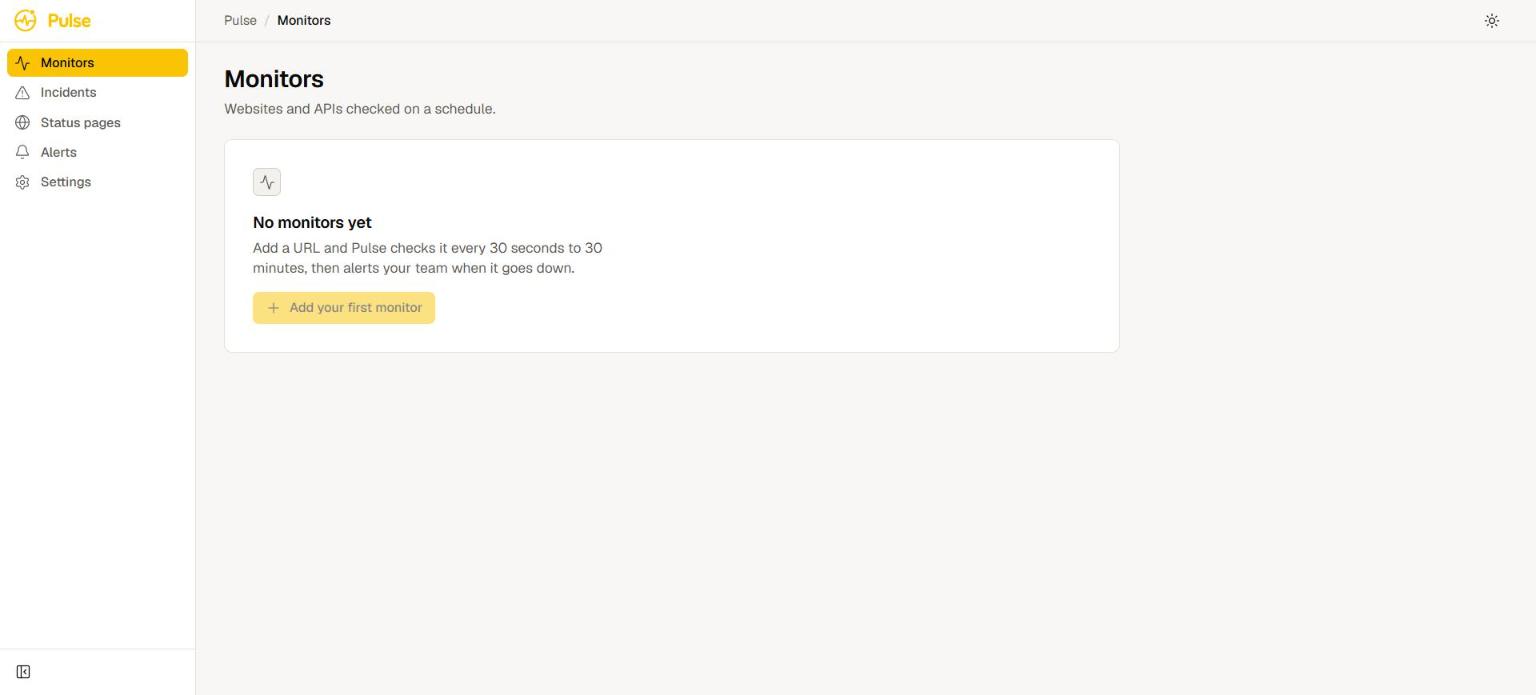 Pulse
Pulse / Monitors
Monitors
Incidents
Status pages
Alerts
Settings
Monitors
Websites and APIs checked on a schedule.
No monitors yet
Add a URL and Pulse checks it every 30 seconds to 30
minutes, then alerts your team when it goes down.
Add your first monitor